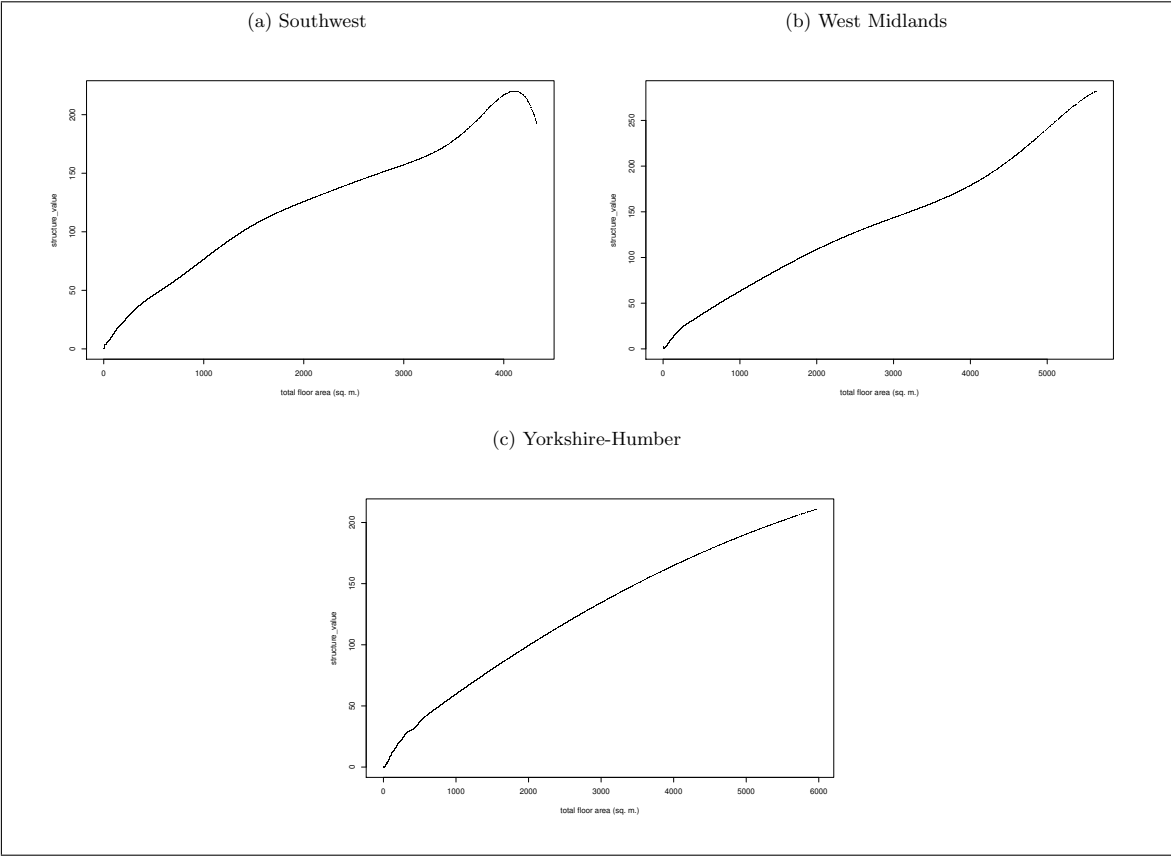 (a) Southwest
(b) West Midlands
structure_value
0
50
100
150
200
0 1000 2000 3000 4000
total floor area (sq. m.)
structure_value
0
50
100
150
200
250
0 1000 2000 3000 4000 5000
total floor area (sq. m.)
(c) Yorkshire-Humber
structure_value
0
50
100
150
200
0 1000 2000 3000 4000 5000 6000
total floor area (sq. m.)